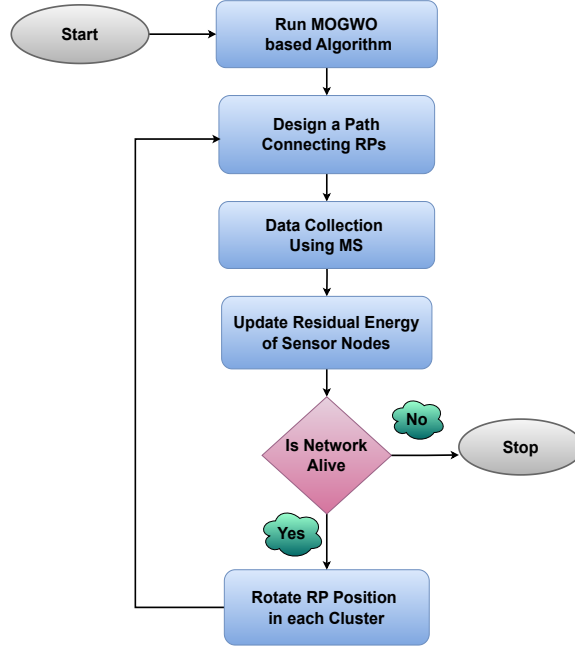 Start
Run MOGWO
based Algorithm
Design a Path
Connecting RPs
Data Collection
Using MS
Update Residual Energy
of Sensor Nodes
Is Network
Alive
No
Stop
Yes
Rotate RP Position
in each Cluster